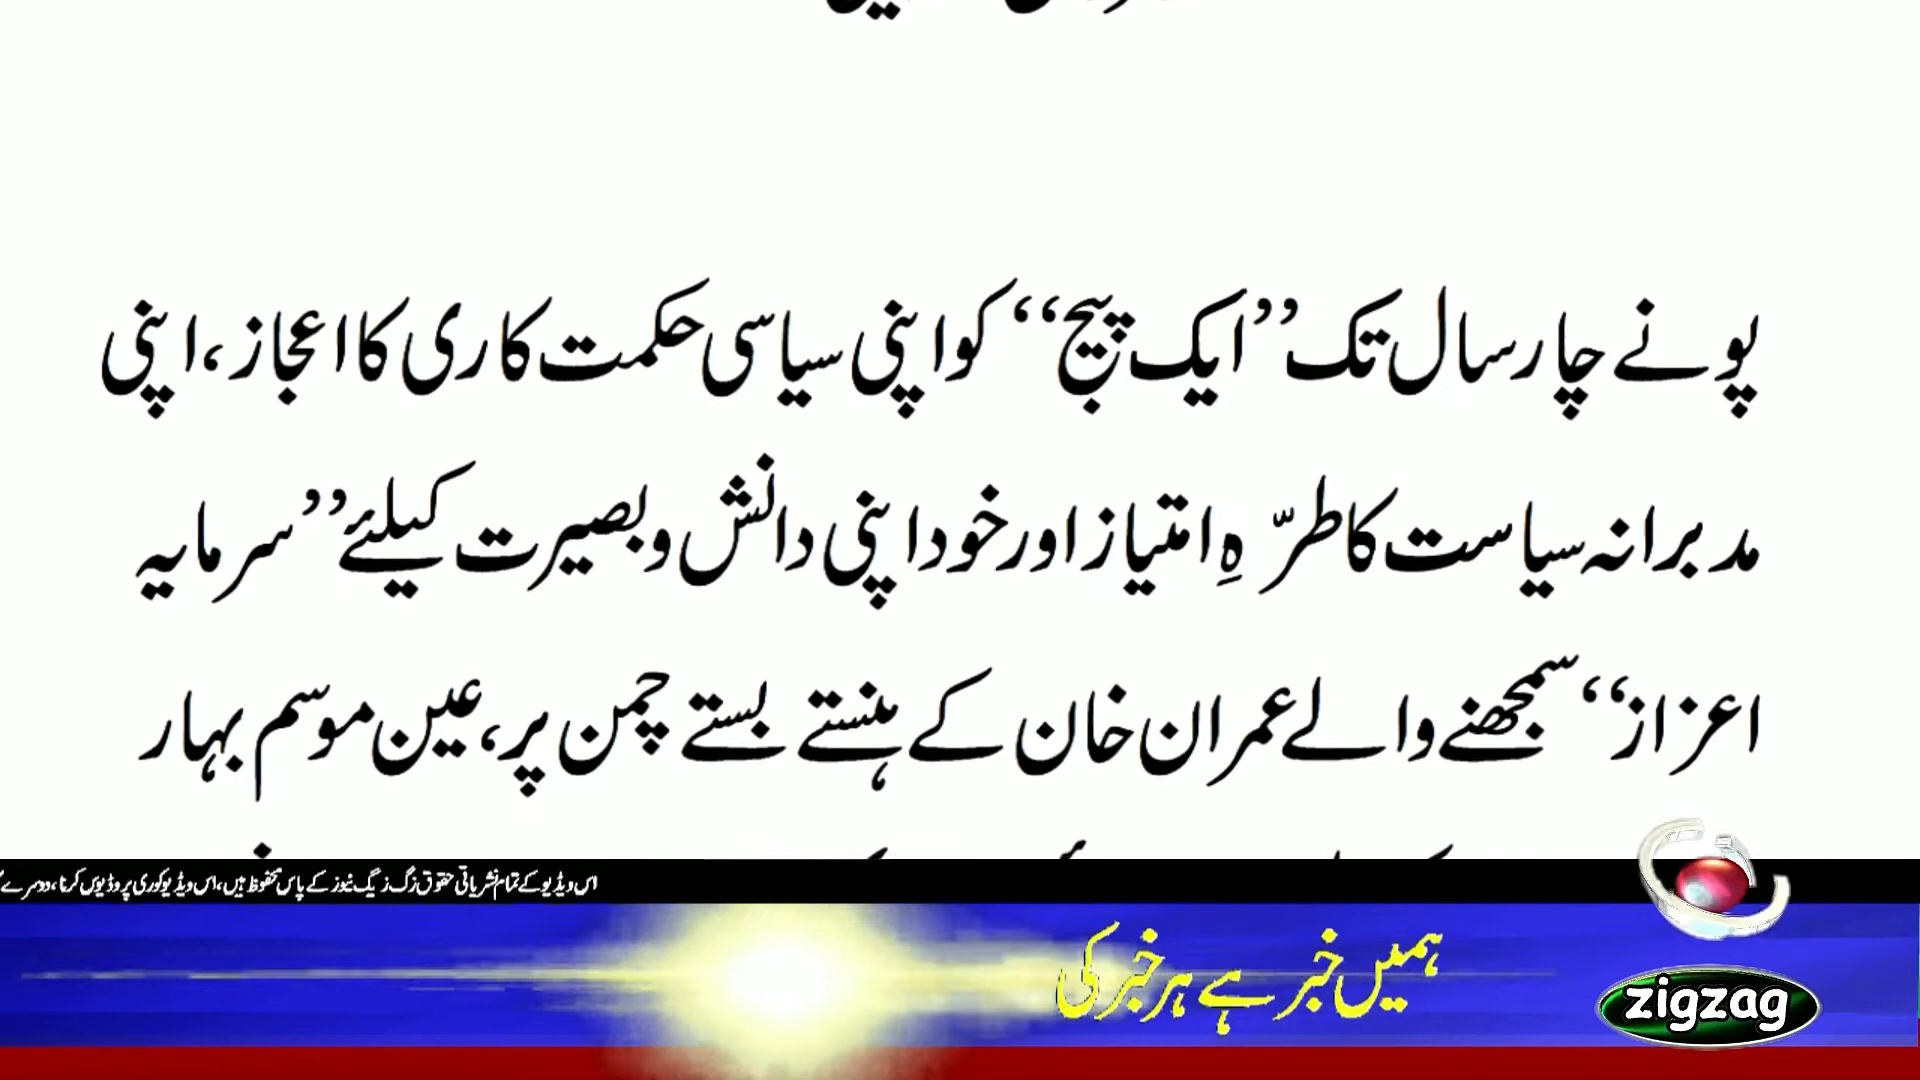 پونے چار سال تک ’’ایک پیج‘‘ کو اپنی سیاسی حکمت کاری کا اعجاز، اپنی
مدبرانہ سیاست کا طرّہِ امتیاز اور خود اپنی دانش و بصیرت کیلئے ’’سرمایہ
اعزاز‘‘ سمجھنے والے عمران خان کے ہنستے بستے چمن پر، عین موسم بہار
اس ویڈیو کے تمام نشریاتی حقوق زگ زیگ نیوز کے پاس محفوظ ہیں، اس ویڈیو کو ری پروڈیوس کرنا، دوسرے
ہمیں خبر ہے ہر خبر کی
zigzag